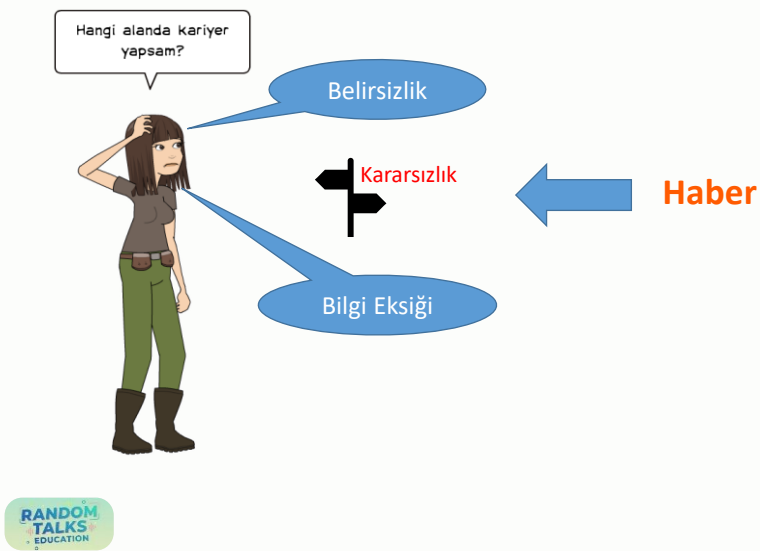 Hangi alanda kariyer
yapsam?
Belirsizlik
Kararsızlık
Haber
Bilgi Eksiği
RANDOM
TALKS
EDUCATION